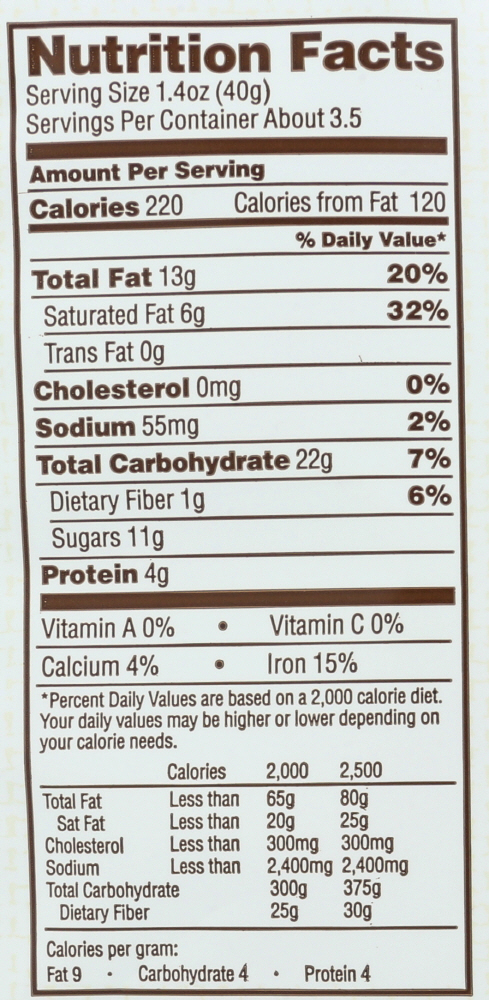 Nutrition Facts
Serving Size 1.4oz (40g)
Servings Per Container About 3.5
Amount Per Serving
Calories 220 Calories from Fat 120
% Daily Value*
Total Fat 13g 20%
Saturated Fat 6g 32%
Trans Fat 0g
Cholesterol 0mg 0%
Sodium 55mg 2%
Total Carbohydrate 22g 7%
Dietary Fiber 1g 6%
Sugars 11g
Protein 4g
Vitamin A 0% • Vitamin C 0%
Calcium 4% • Iron 15%
*Percent Daily Values are based on a 2,000 calorie diet.
Your daily values may be higher or lower depending on
your calorie needs.
Calories 2,000 2,500
Total Fat Less than 65g 80g
Sat Fat Less than 20g 25g
Cholesterol Less than 300mg 300mg
Sodium Less than 2,400mg 2,400mg
Total Carbohydrate 300g 375g
Dietary Fiber 25g 30g
Calories per gram:
Fat 9 • Carbohydrate 4 • Protein 4